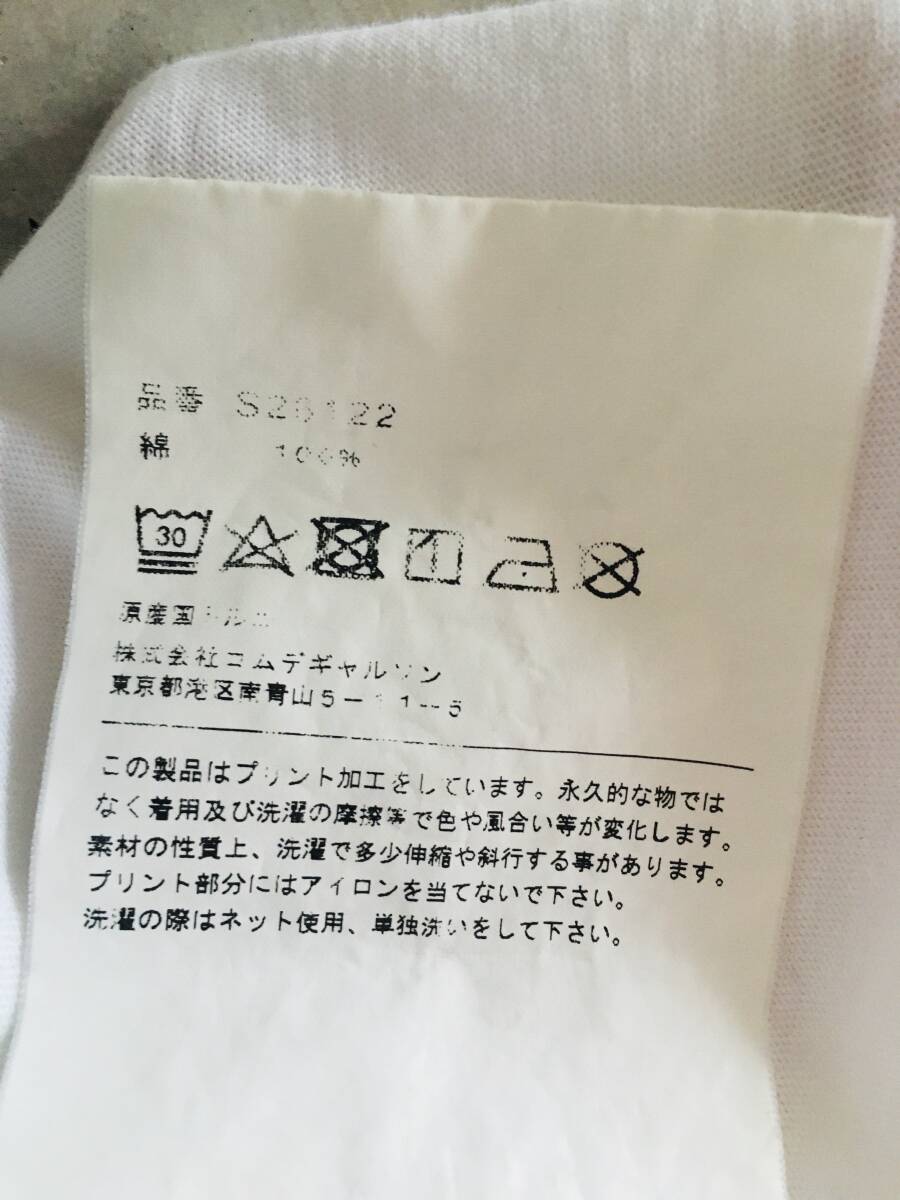 品番 S26122
綿 100%
30
原産国トルコ
株式会社コムデギャルソン
東京都港区南青山5-11-5
この製品はプリント加工をしています。永久的な物では
なく着用及び洗濯の摩擦等で色や風合い等が変化します。
素材の性質上、洗濯で多少伸縮や斜行する事があります。
プリント部分にはアイロンを当てないで下さい。
洗濯の際はネット使用、単独洗いをして下さい。